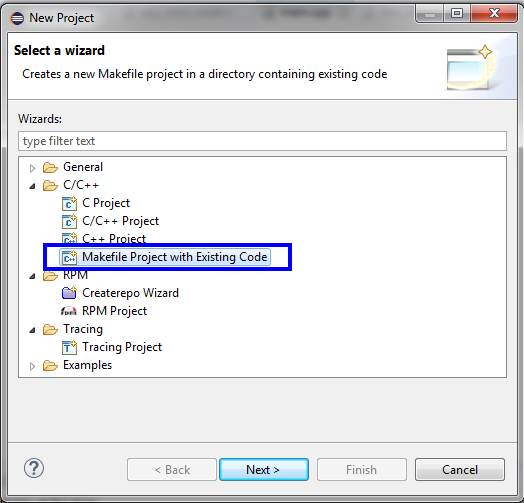 New Project
Select a wizard
Creates a new Makefile project in a directory containing existing code
Wizards:
type filter text
General
C/C++
C Project
C/C++ Project
C++ Project
Makefile Project with Existing Code
RPM
Createrepo Wizard
RPM Project
Tracing
Tracing Project
Examples
? < Back Next > Finish Cancel